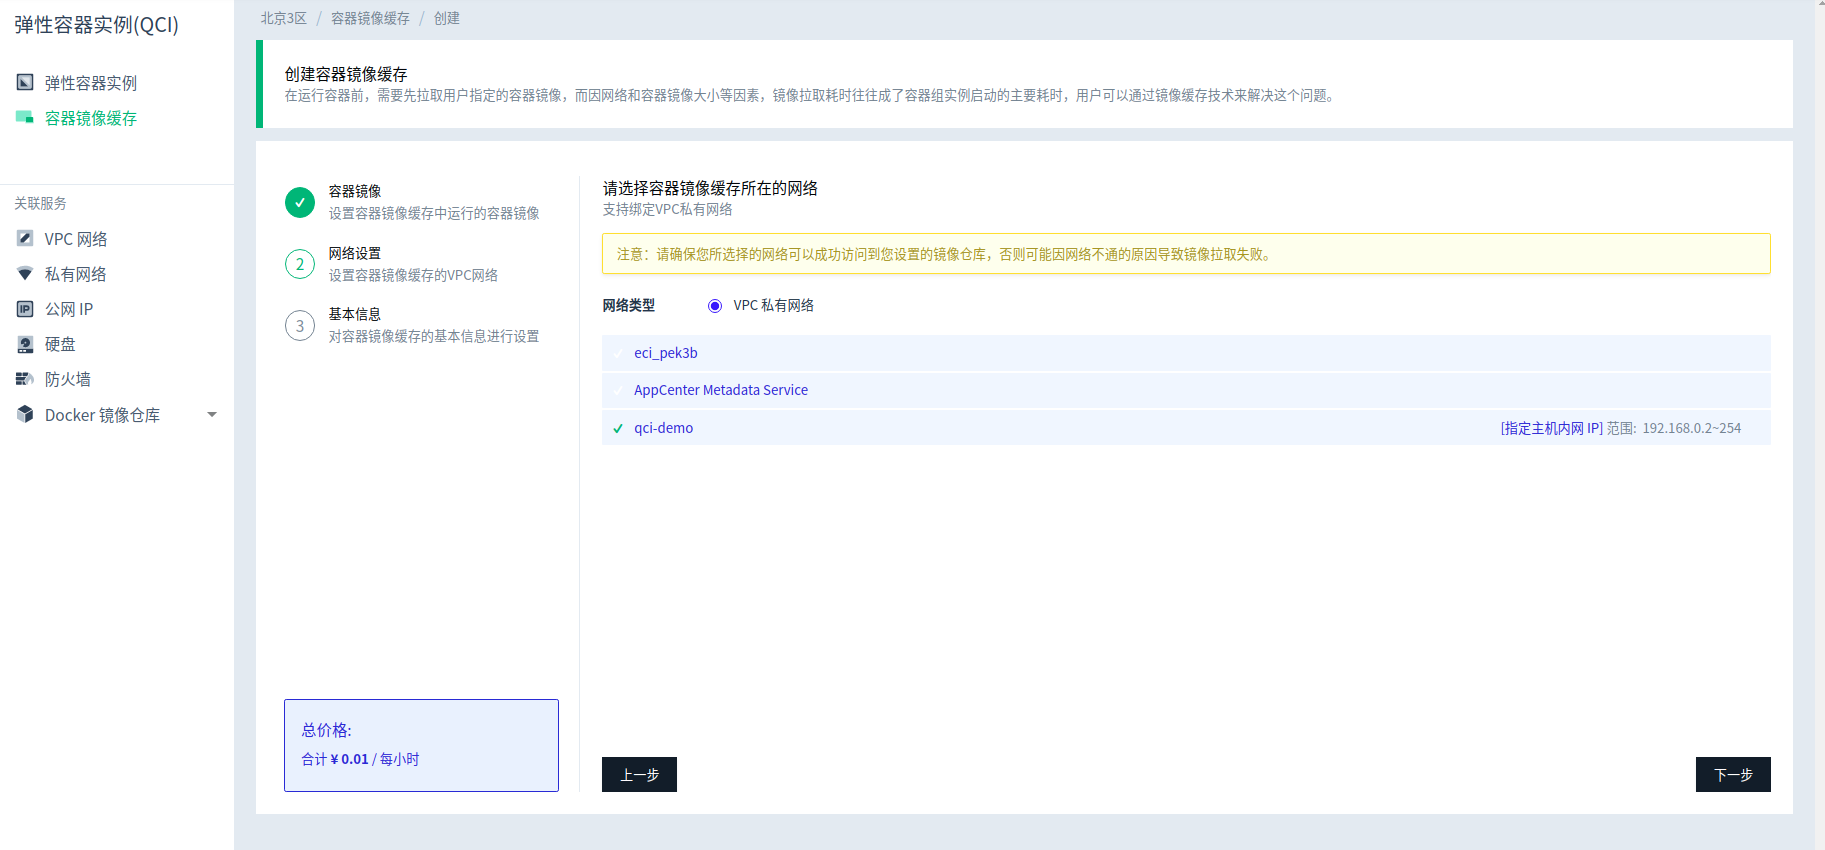 弹性容器实例(QCI)
弹性容器实例
容器镜像缓存
关联服务
VPC 网络
私有网络
公网 IP
硬盘
防火墙
Docker 镜像仓库
北京3区 / 容器镜像缓存 / 创建
创建容器镜像缓存
在运行容器前，需要先拉取用户指定的容器镜像，而因网络和容器镜像大小等因素，镜像拉取耗时往往成了容器组实例启动的主要耗时，用户可以通过镜像缓存技术来解决这个问题。
容器镜像
设置容器镜像缓存中运行的容器镜像
2
网络设置
设置容器镜像缓存的VPC网络
3
基本信息
对容器镜像缓存的基本信息进行设置
总价格:
合计 ¥ 0.01 / 每小时
请选择容器镜像缓存所在的网络
支持绑定VPC私有网络
注意：请确保您所选择的网络可以成功访问到您设置的镜像仓库，否则可能因网络不通的原因导致镜像拉取失败。
网络类型 VPC 私有网络
eci_pek3b
AppCenter Metadata Service
qci-demo [指定主机内网 IP] 范围: 192.168.0.2~254
上一步 下一步